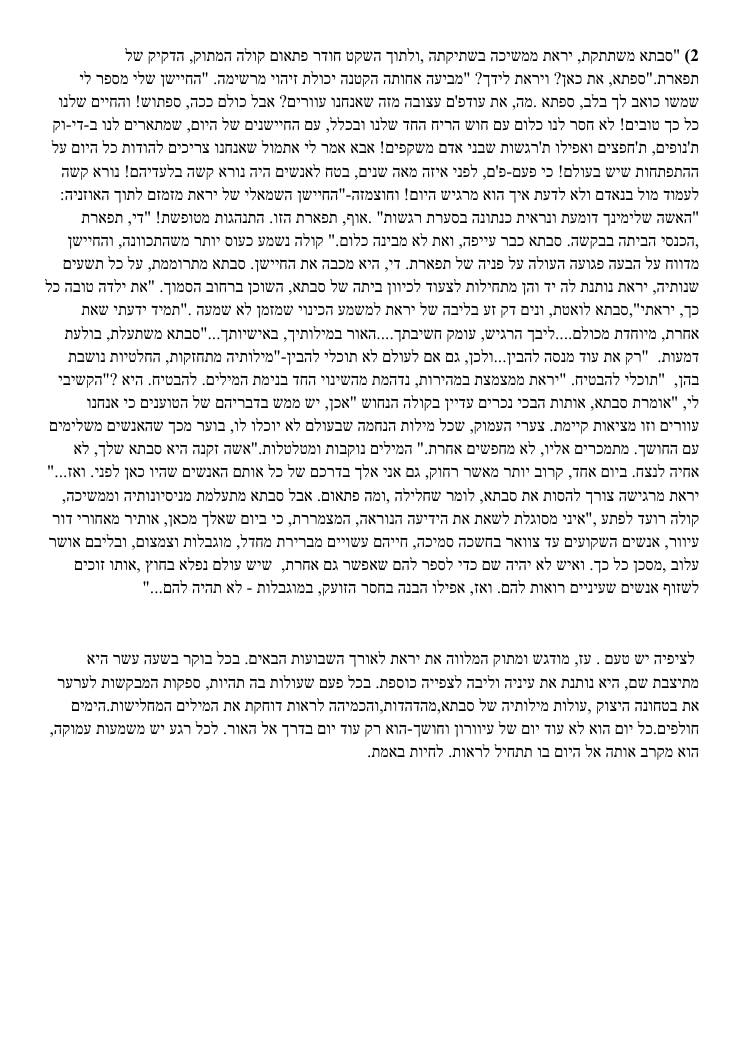 2) "סבתא משתתקת, יראת ממשיכה בשתיקתה ,ולתוך השקט חודר פתאום קולה המתוק, הדקיק של
תפארת."ספתא, את כאן? ויראת לידך? "מביעה אחותה הקטנה יכולת זיהוי מרשימה. "החיישן שלי מספר לי
שמשו כואב לך בלב, ספתא .מה, את עודפ'ם עצובה מזה שאנחנו עוורים? אבל כולם ככה, ספתוש! והחיים שלנו
כל כך טובים! לא חסר לנו כלום עם חוש הריח החד שלנו ובכלל, עם החיישנים של היום, שמתארים לנו ב-די-וק
ת'נופים, ת'חפצים ואפילו ת'רגשות שבני אדם משקפים! אבא אמר לי אתמול שאנחנו צריכים להודות כל היום על
ההתפתחות שיש בעולם! כי פעם-פ'ם, לפני איזה מאה שנים, בטח לאנשים היה נורא קשה בלעדיהם! נורא קשה
לעמוד מול בנאדם ולא לדעת איך הוא מרגיש היום! וחוצמזה-"החיישן השמאלי של יראת מזמזם לתוך האוזניה:
"האשה שלימינך דומעת ונראית כנתונה בסערת רגשות" .אוף, תפארת הזו. התנהגות מטופשת! "די, תפארת
,הכנסי הביתה בבקשה. סבתא כבר עייפה, ואת לא מבינה כלום." קולה נשמע כעוס יותר משהתכוונה, והחיישן
מדווח על הבעה פגועה העולה על פניה של תפארת. די, היא מכבה את החיישן. סבתא מתרוממת, על כל תשעים
שנותיה, יראת נותנת לה יד והן מתחילות לצעוד לכיוון ביתה של סבתא, השוכן ברחוב הסמוך. "את ילדה טובה כל
כך, יראתי",סבתא לואטת, ונים דק זע בליבה של יראת למשמע הכינוי שמזמן לא שמעה ."תמיד ידעתי שאת
אחרת, מיוחדת מכולם....ליבך הרגיש, עומק חשיבתך....האור במילותיך, באישיותך..."סבתא משתעלת, בולעת
דמעות.  "רק את עוד מנסה להבין...ולכן, גם אם לעולם לא תוכלי להבין-"מילותיה מתחזקות, החלטיות נושבת
בהן,  "תוכלי להבטיח. "יראת ממצמצת במהירות, נדהמת מהשינוי החד בנימת המילים. להבטיח. היא ?"הקשיבי
לי, "אומרת סבתא, אותות הבכי נכרים עדיין בקולה הנחוש "אכן, יש ממש בדבריהם של הטוענים כי אנחנו
עוורים וזו מציאות קיימת. צערי העמוק, שכל מילות הנחמה שבעולם לא יוכלו לו, בוער מכך שהאנשים משלימים
עם החושך. מתמכרים אליו, לא מחפשים אחרת." המילים נוקבות ומטלטלות."אשה זקנה היא סבתא שלך, לא
אחיה לנצח. ביום אחד, קרוב יותר מאשר רחוק, גם אני אלך בדרכם של כל אותם האנשים שהיו כאן לפני. ואז..."
יראת מרגישה צורך להסות את סבתא, לומר שחלילה ,ומה פתאום. אבל סבתא מתעלמת מניסיונותיה וממשיכה,
קולה רועד לפתע ,"איני מסוגלת לשאת את הידיעה הנוראה, המצמררת, כי ביום שאלך מכאן, אותיר מאחורי דור
עיוור, אנשים השקועים עד צוואר בחשכה סמיכה, חייהם עשויים מברירת מחדל, מוגבלות וצמצום, ובליבם אושר
עלוב ,מסכן כל כך. ואיש לא יהיה שם כדי לספר להם שאפשר גם אחרת,  שיש עולם נפלא בחוץ ,אותו זוכים
לשזוף אנשים שעיניים רואות להם. ואז, אפילו הבנה בחסר הזועק, במוגבלות - לא תהיה להם..."
לציפיה יש טעם . עז, מודגש ומתוק המלווה את יראת לאורך השבועות הבאים. בכל בוקר בשעה עשר היא
מתיצבת שם, היא נותנת את עיניה וליבה לצפייה כוספת. בכל פעם שעולות בה תהיות, ספקות המבקשות לערער
את בטחונה היצוק ,עולות מילותיה של סבתא,מהדהדות,והכמיהה לראות דוחקת את המילים המחלישות.הימים
חולפים.כל יום הוא לא עוד יום של עיוורון וחושך-הוא רק עוד יום בדרך אל האור. לכל רגע יש משמעות עמוקה,
הוא מקרב אותה אל היום בו תתחיל לראות. לחיות באמת.